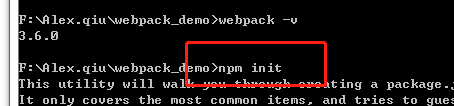 F:\Alex.qiu\webpack_demo>webpack -v
3.6.0
F:\Alex.qiu\webpack_demo>npm init
This utility will walk you through creating a package.j
It only covers the most common items, and tries to gues